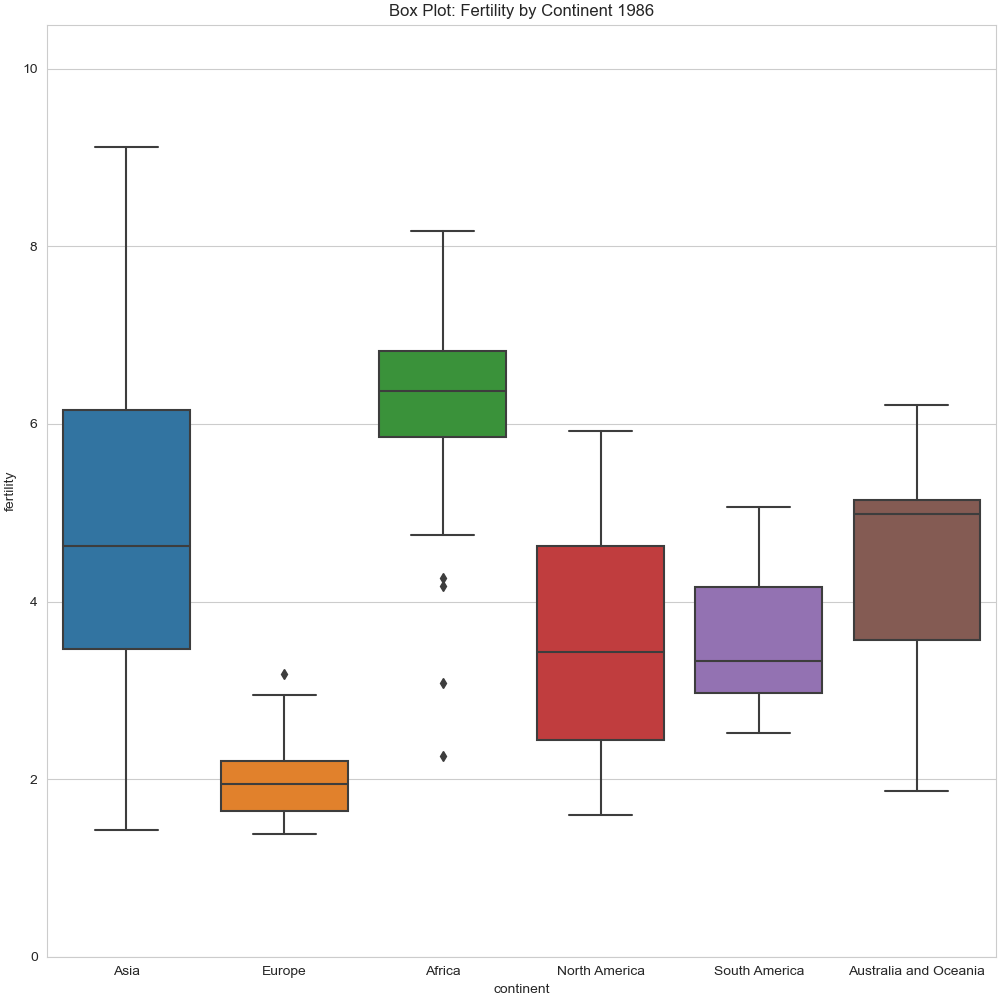 Box Plot: Fertility by Continent 1986
10
8
6
4
2
0
fertility
Asia
Europe
Africa
North America
South America
Australia and Oceania
continent